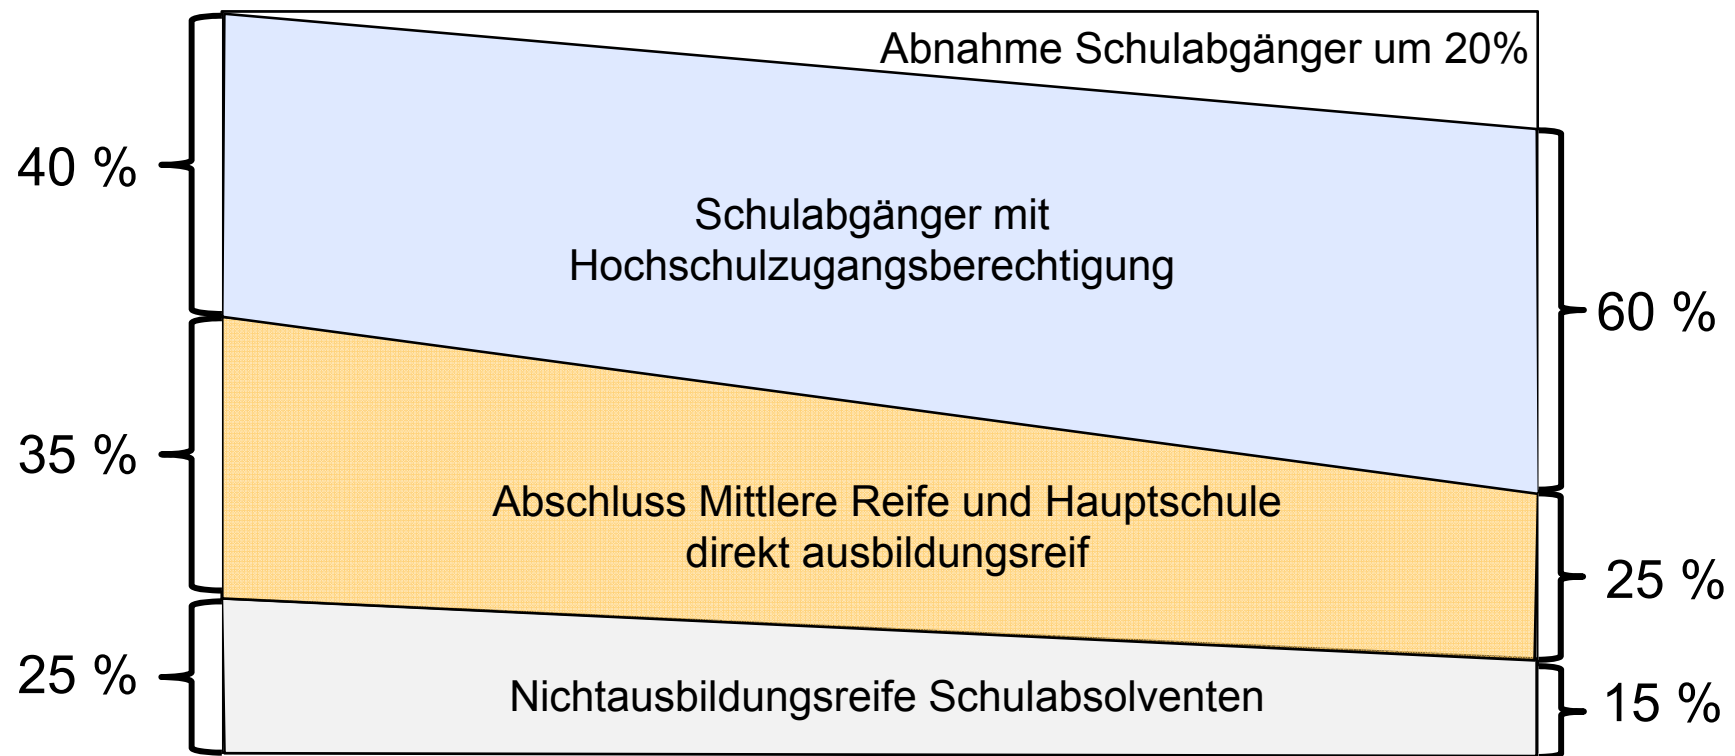 Abnahme Schulabgänger um 20%
40 %
Schulabgänger mit
Hochschulzugangsberechtigung
60 %
35 %
Abschluss Mittlere Reife und Hauptschule
direkt ausbildungsreif
25 %
25 %
Nichtausbildungsreife Schulabsolventen
15 %